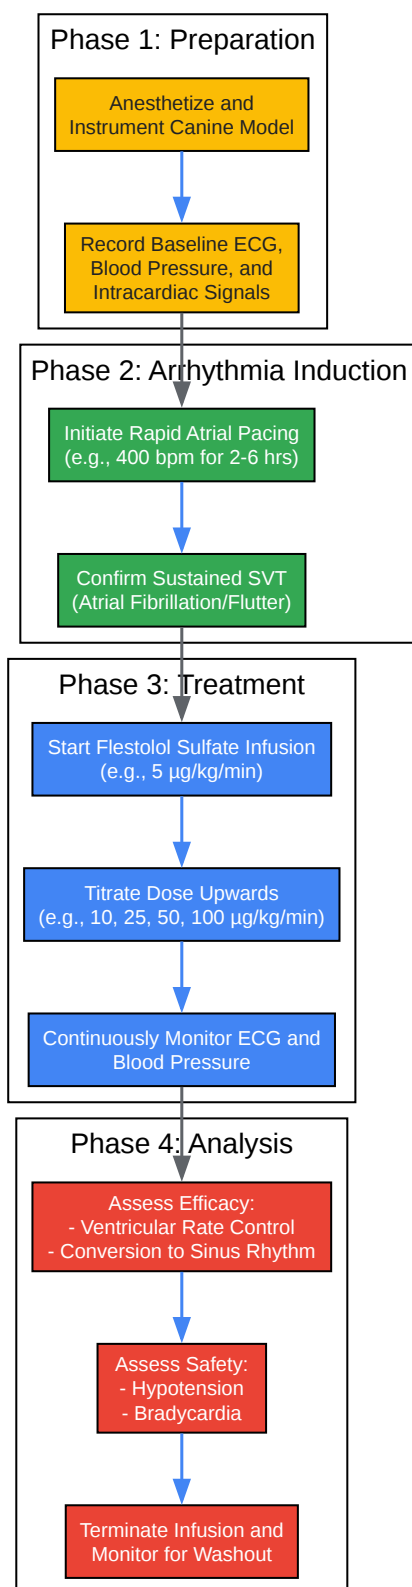 Phase 1: Preparation
Anesthetize and
Instrument Canine Model
Record Baseline ECG,
Blood Pressure, and
Intracardiac Signals
Phase 2: Arrhythmia Induction
Initiate Rapid Atrial Pacing
(e.g., 400 bpm for 2-6 hrs)
Confirm Sustained SVT
(Atrial Fibrillation/Flutter)
Phase 3: Treatment
Start Flestolol Sulfate Infusion
(e.g., 5 µg/kg/min)
Titrate Dose Upwards
(e.g., 10, 25, 50, 100 µg/kg/min)
Continuously Monitor ECG and
Blood Pressure
Phase 4: Analysis
Assess Efficacy:
- Ventricular Rate Control
- Conversion to Sinus Rhythm
Assess Safety:
- Hypotension
- Bradycardia
Terminate Infusion and
Monitor for Washout